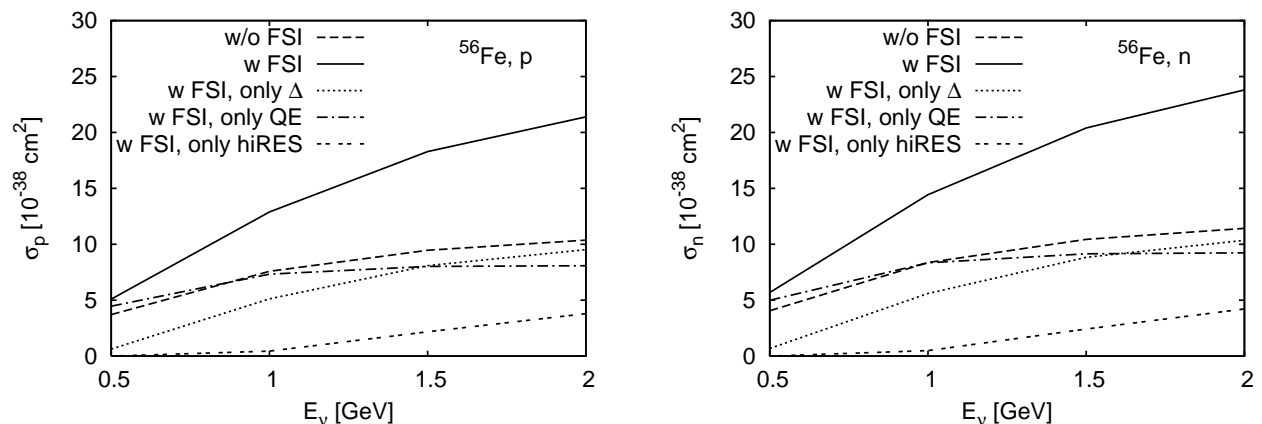 30
25
20
15
10
5
0
σp [10-38 cm2]
w/o FSI
w FSI
w FSI, only Δ
w FSI, only QE
w FSI, only hiRES
56Fe, p
0.5
1
1.5
2
Eν [GeV]
30
25
20
15
10
5
0
σn [10-38 cm2]
w/o FSI
w FSI
w FSI, only Δ
w FSI, only QE
w FSI, only hiRES
56Fe, n
0.5
1
1.5
2
Eν [GeV]